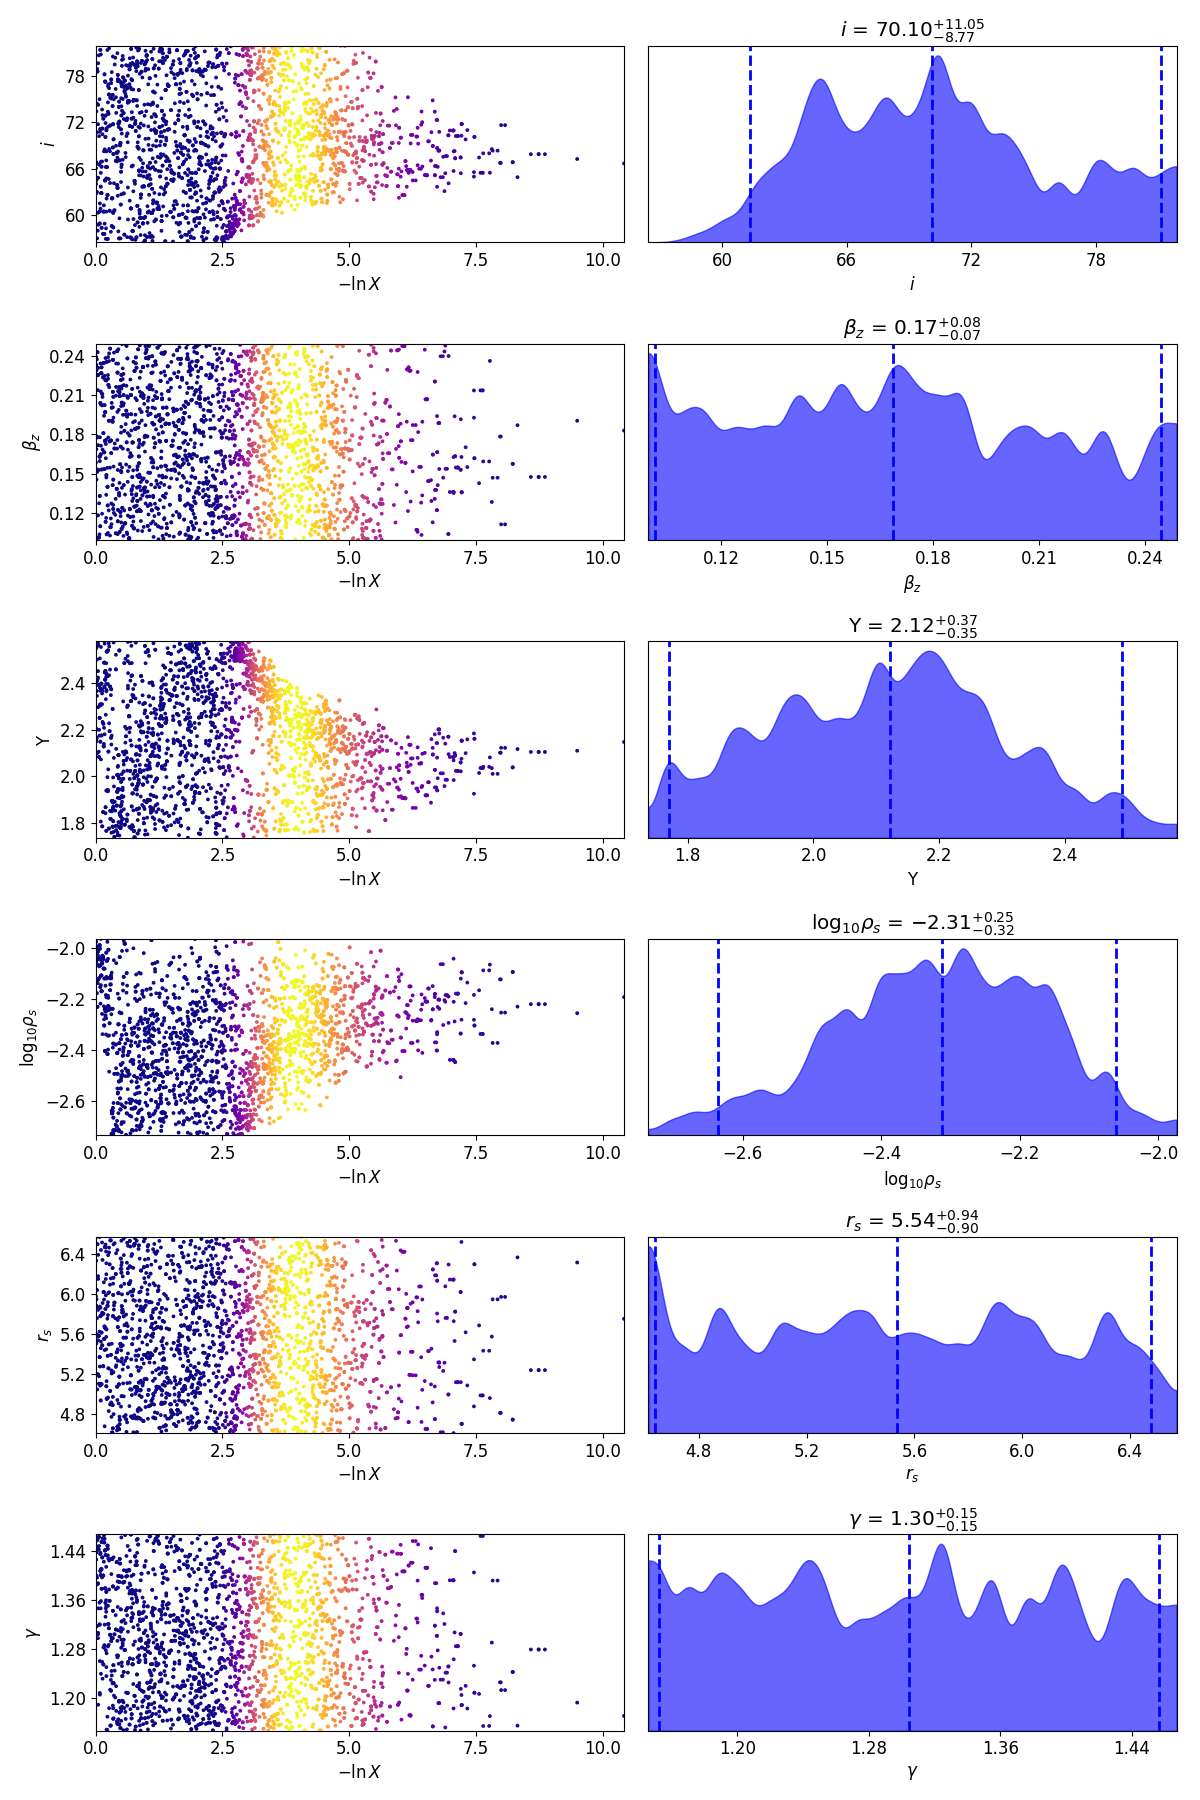 i = 70.10+11.05−8.77
78
72
66
60
i
0.0 2.5 5.0 7.5 10.0
−ln X
60 66 72 78
i
βz = 0.17+0.08−0.07
0.24
0.21
0.18
0.15
0.12
βz
0.0 2.5 5.0 7.5 10.0
−ln X
0.12 0.15 0.18 0.21 0.24
βz
Y = 2.12+0.37−0.35
2.4
2.2
2.0
1.8
Y
0.0 2.5 5.0 7.5 10.0
−ln X
1.8 2.0 2.2 2.4
Y
log10ρs = −2.31+0.25−0.32
−2.0
−2.2
−2.4
−2.6
log10ρs
0.0 2.5 5.0 7.5 10.0
−ln X
−2.6 −2.4 −2.2 −2.0
log10ρs
rs = 5.54+0.94−0.90
6.4
6.0
5.6
5.2
4.8
rs
0.0 2.5 5.0 7.5 10.0
−ln X
4.8 5.2 5.6 6.0 6.4
rs
γ = 1.30+0.15−0.15
1.44
1.36
1.28
1.20
γ
0.0 2.5 5.0 7.5 10.0
−ln X
1.20 1.28 1.36 1.44
γ